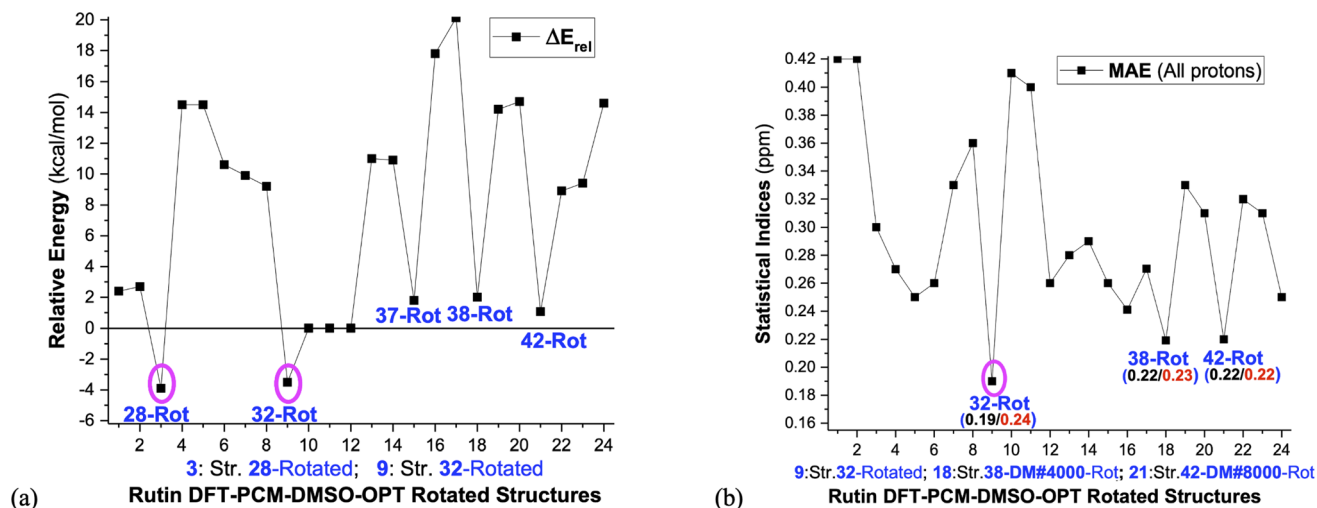 ΔErel
Relative Energy (kcal/mol)
20
18
16
14
12
10
8
6
4
2
0
-2
-4
-6
37-Rot
38-Rot
42-Rot
28-Rot
32-Rot
2 4 6 8 10 12 14 16 18 20 22 24
3: Str. 28-Rotated; 9: Str. 32-Rotated
(a) Rutin DFT-PCM-DMSO-OPT Rotated Structures
MAE (All protons)
Statistical Indices (ppm)
0.42
0.40
0.38
0.36
0.34
0.32
0.30
0.28
0.26
0.24
0.22
0.20
0.18
0.16
38-Rot 42-Rot
(0.22/0.23) (0.22/0.22)
32-Rot
(0.19/0.24)
2 4 6 8 10 12 14 16 18 20 22 24
9:Str.32-Rotated; 18:Str.38-DM#4000-Rot; 21:Str.42-DM#8000-Rot
(b) Rutin DFT-PCM-DMSO-OPT Rotated Structures